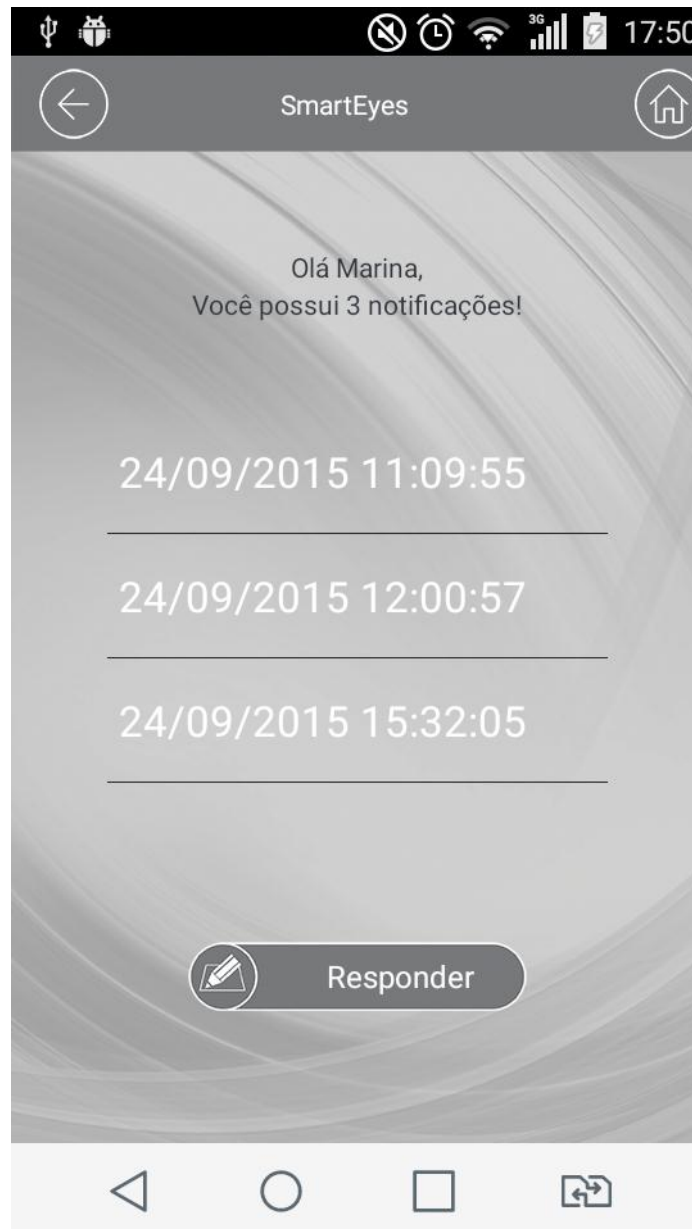 3G
17:50
SmartEyes
Olá Marina,
Você possui 3 notificações!
24/09/2015 11:09:55
24/09/2015 12:00:57
24/09/2015 15:32:05
Responder